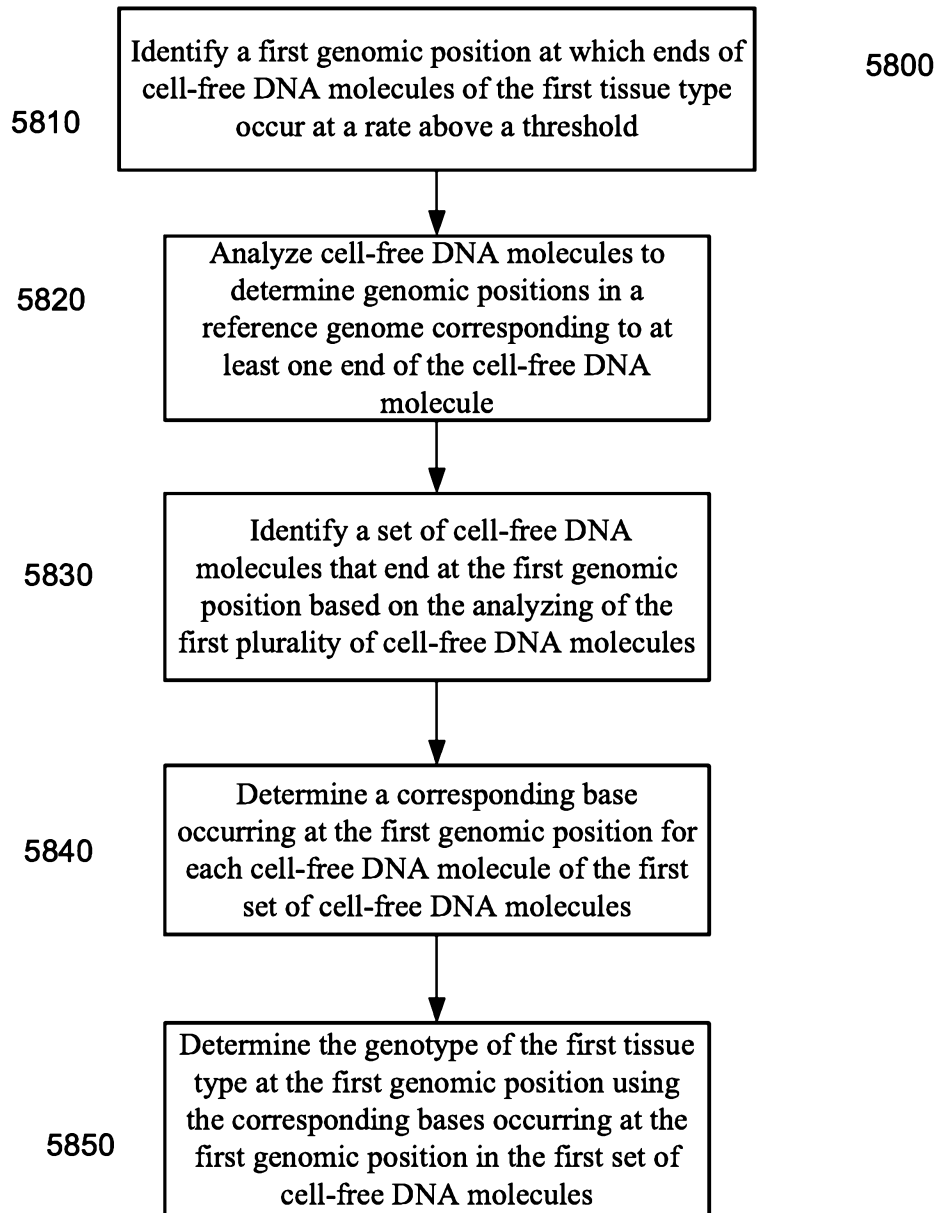 5800
5810
Identify a first genomic position at which ends of
cell-free DNA molecules of the first tissue type
occur at a rate above a threshold
5820
Analyze cell-free DNA molecules to
determine genomic positions in a
reference genome corresponding to at
least one end of the cell-free DNA
molecule
5830
Identify a set of cell-free DNA
molecules that end at the first genomic
position based on the analyzing of the
first plurality of cell-free DNA molecules
5840
Determine a corresponding base
occurring at the first genomic position for
each cell-free DNA molecule of the first
set of cell-free DNA molecules
5850
Determine the genotype of the first tissue
type at the first genomic position using
the corresponding bases occurring at the
first genomic position in the first set of
cell-free DNA molecules